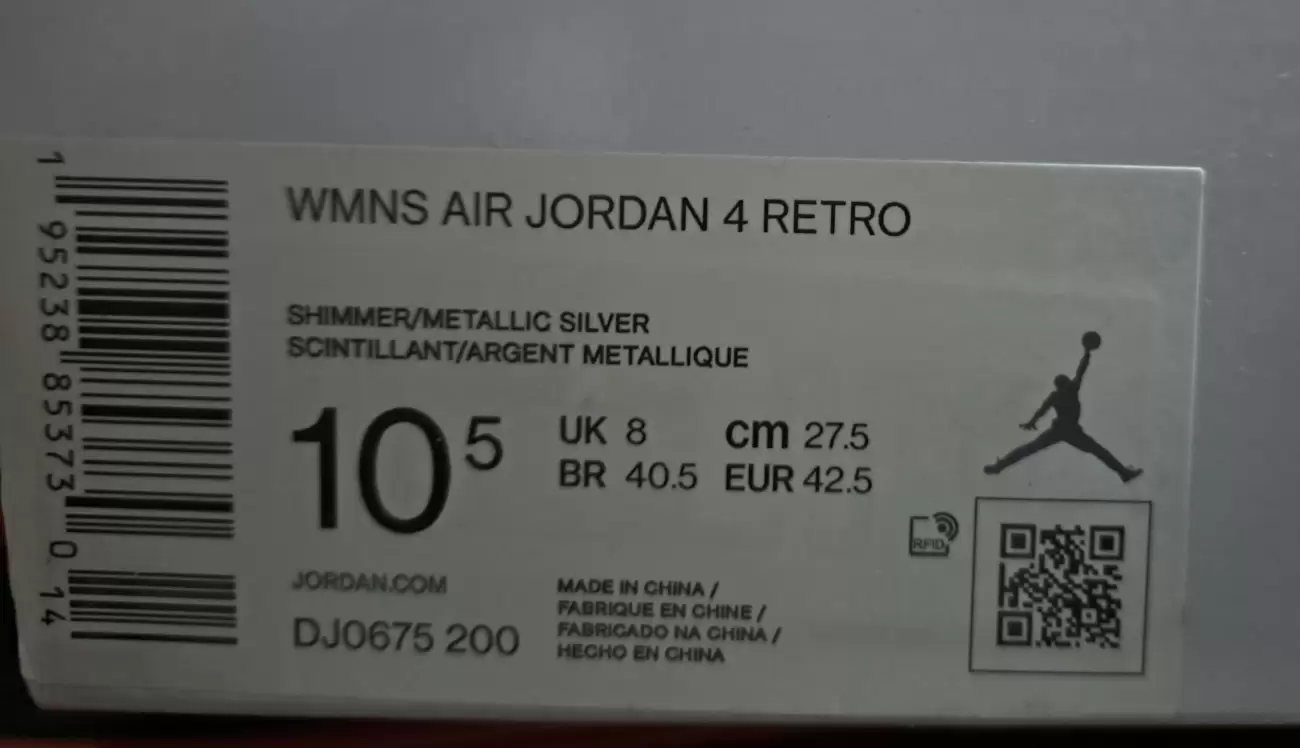 WMNS AIR JORDAN 4 RETRO
SHIMMER/METALLIC SILVER
SCINTILLANT/ARGENT METALLIQUE
10 5
UK 8 cm 27.5
BR 40.5 EUR 42.5
RFID
JORDAN.COM
DJ0675 200
MADE IN CHINA /
FABRIQUE EN CHINE /
FABRICADO NA CHINA /
HECHO EN CHINA
1 95238 85373 0 14